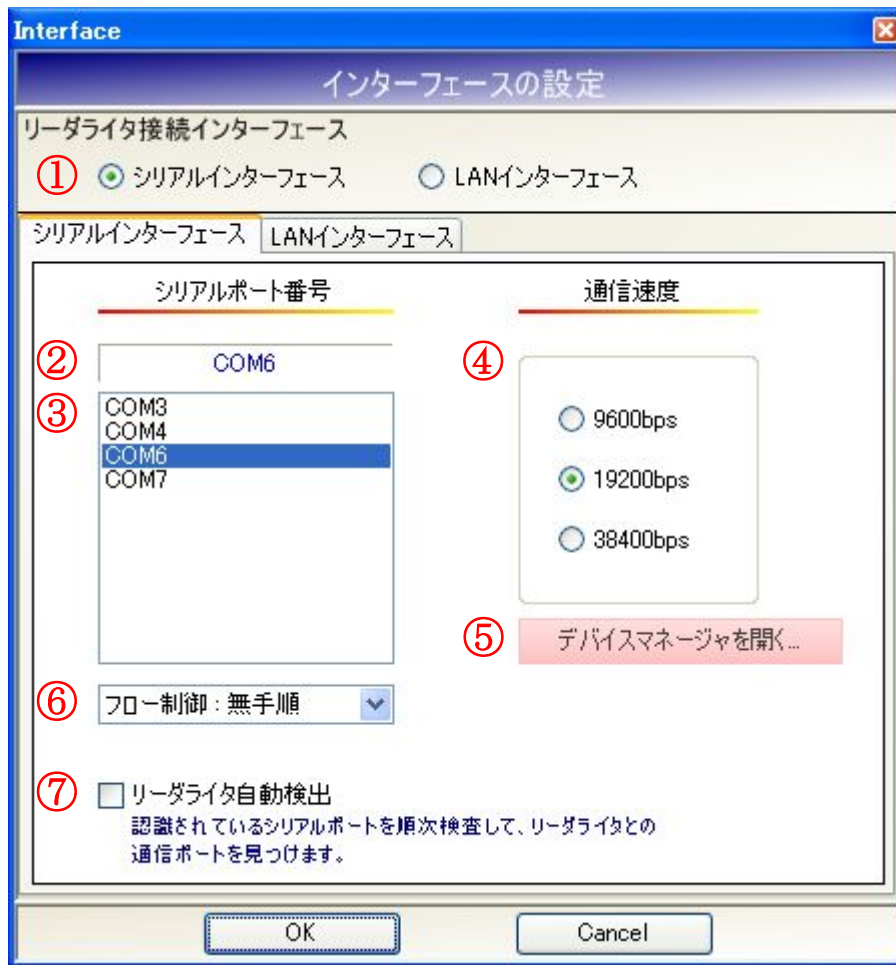 Interface
インターフェースの設定
リーダライタ接続インターフェース
① シリアルインターフェース LANインターフェース
シリアルインターフェース LANインターフェース
シリアルポート番号 通信速度
② COM6 ④
③ COM3
COM4
COM6
COM7
9600bps
19200bps
38400bps
⑤ デバイスマネージャを開く...
⑥ フロー制御:無手順
⑦ リーダライタ自動検出
認識されているシリアルポートを順次検査して、リーダライタとの
通信ポートを見つけます。
OK Cancel